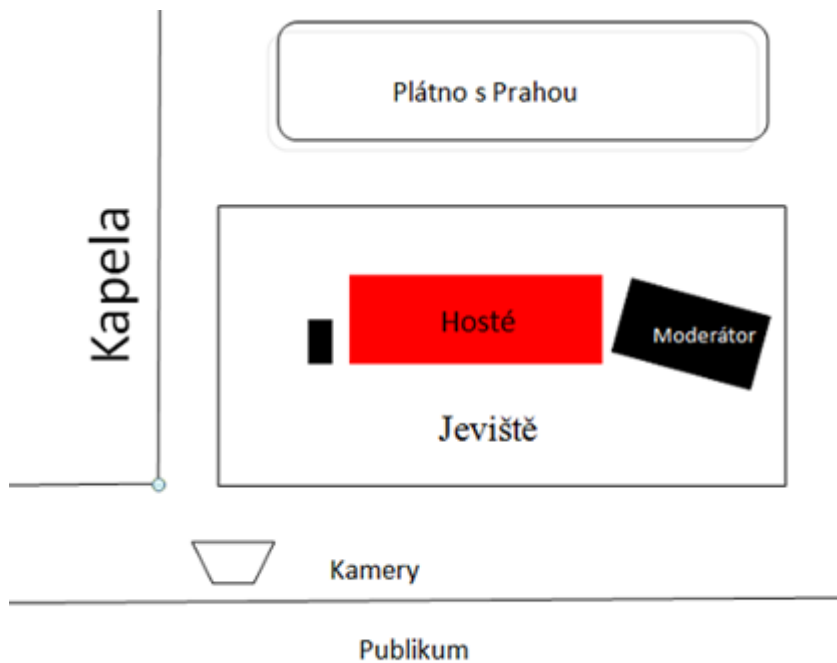 Plátno s Prahou
Kapela
Hosté
Moderátor
Jeviště
Kamery
Publikum